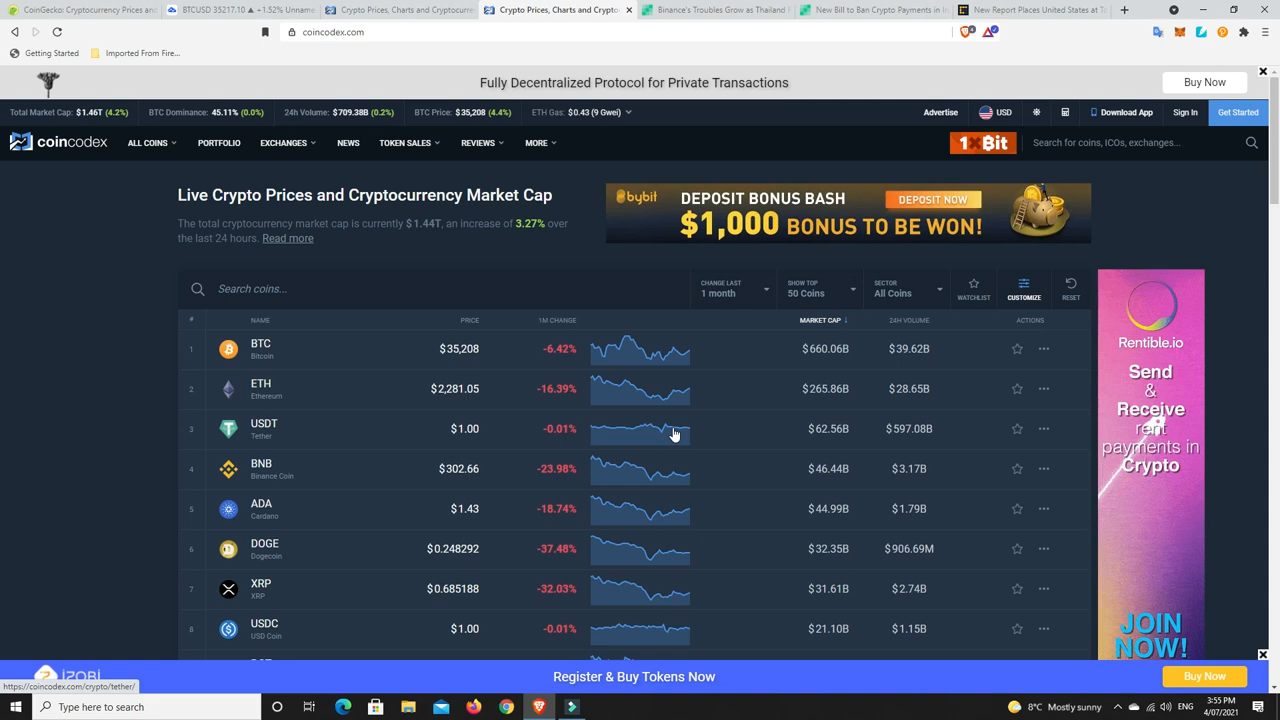 CoinGecko: Cryptocurrency Prices and
BTCUSD 35217.10 ▲ +1.52% Unname
Crypto Prices, Charts and Cryptocurre
Crypto Prices, Charts and Cryptocurr
Binance's Troubles Grow as Thailand
New Bill to Ban Crypto Payments in In
New Report Places United States at Ta
coincodex.com
Getting Started
Imported From Fire...
Fully Decentralized Protocol for Private Transactions
Buy Now
Total Market Cap: $1.46T (4.2%)
BTC Dominance: 45.11% (0.0%)
24h Volume: $709.38B (0.2%)
BTC Price: $35,208 (4.4%)
ETH Gas: $0.43 (9 Gwei)
Advertise
USD
Download App
Sign In
Get Started
coincodex
ALL COINS
PORTFOLIO
EXCHANGES
NEWS
TOKEN SALES
REVIEWS
MORE
1xBit
Search for coins, ICOs, exchanges...
Live Crypto Prices and Cryptocurrency Market Cap
The total cryptocurrency market cap is currently $1.44T, an increase of 3.27% over
the last 24 hours. Read more
bybit
DEPOSIT BONUS BASH
DEPOSIT NOW
$1,000 BONUS TO BE WON!
Search coins...
CHANGE LAST
1 month
SHOW TOP
50 Coins
SECTOR
All Coins
WATCHLIST
CUSTOMIZE
RESET
# NAME PRICE 1M CHANGE MARKET CAP ↓ 24H VOLUME ACTIONS
1 BTC $35,208 -6.42% $660.06B $39.62B
Bitcoin
2 ETH $2,281.05 -16.39% $265.86B $28.65B
Ethereum
3 USDT $1.00 -0.01% $62.56B $597.08B
Tether
4 BNB $302.66 -23.98% $46.44B $3.17B
Binance Coin
5 ADA $1.43 -18.74% $44.99B $1.79B
Cardano
6 DOGE $0.248292 -37.48% $32.35B $906.69M
Dogecoin
7 XRP $0.685188 -32.03% $31.61B $2.74B
XRP
8 USDC $1.00 -0.01% $21.10B $1.15B
USD Coin
Rentible.io
Send
&
Receive
rent
payments in
Crypto
JOIN
NOW!
Register & Buy Tokens Now
Buy Now
https://coincodex.com/crypto/tether/
Type here to search
8°C Mostly sunny
ENG
3:55 PM
4/07/2021